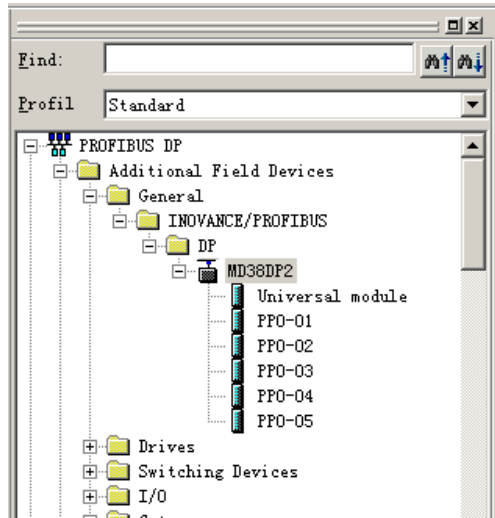 Find:
Profil Standard
PROFIBUS DP
Additional Field Devices
General
INOVANCE/PROFIBUS
DP
MD38DP2
Universal module
PPO-01
PPO-02
PPO-03
PPO-04
PPO-05
Drives
Switching Devices
I/O